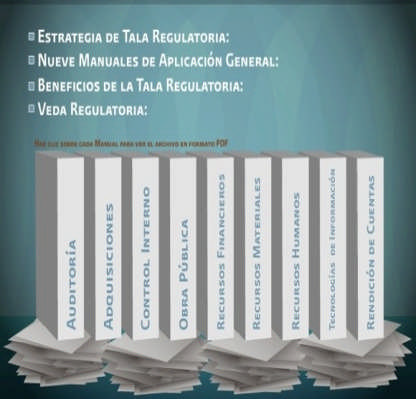 Estrategia de Tala Regulatoria:
Nueve Manuales de Aplicación General:
Beneficios de la Tala Regulatoria:
Veda Regulatoria:
Haz clic sobre cada Manual para ver el archivo en formato PDF
Auditoría
Adquisiciones
Control Interno
Obra Pública
Recursos Financieros
Recursos Materiales
Recursos Humanos
Tecnologías de Información
Rendición de Cuentas